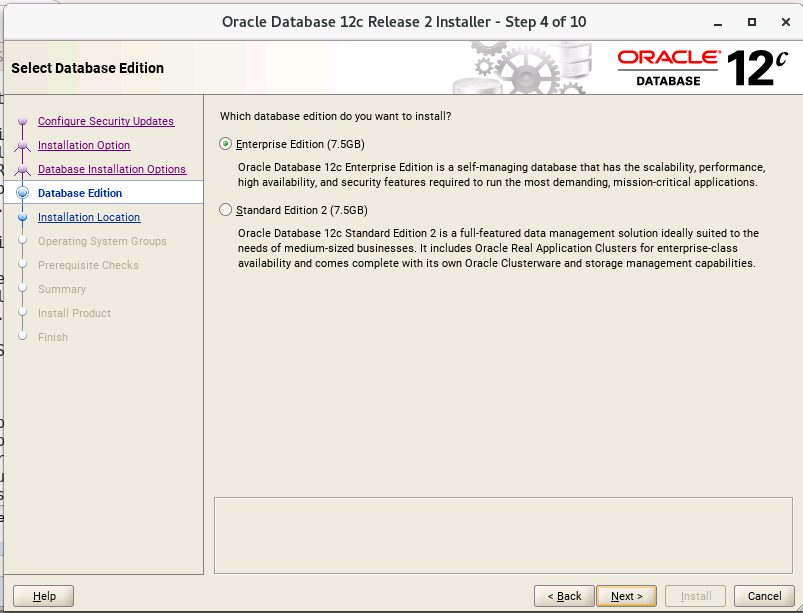 Oracle Database 12c Release 2 Installer - Step 4 of 10
Select Database Edition
ORACLE®
DATABASE
12c
Configure Security Updates
Installation Option
Database Installation Options
Database Edition
Installation Location
Operating System Groups
Prerequisite Checks
Summary
Install Product
Finish
Which database edition do you want to install?
Enterprise Edition (7.5GB)
Oracle Database 12c Enterprise Edition is a self-managing database that has the scalability, performance,
high availability, and security features required to run the most demanding, mission-critical applications.
Standard Edition 2 (7.5GB)
Oracle Database 12c Standard Edition 2 is a full-featured data management solution ideally suited to the
needs of medium-sized businesses. It includes Oracle Real Application Clusters for enterprise-class
availability and comes complete with its own Oracle Clusterware and storage management capabilities.
Help
< Back
Next >
Install
Cancel